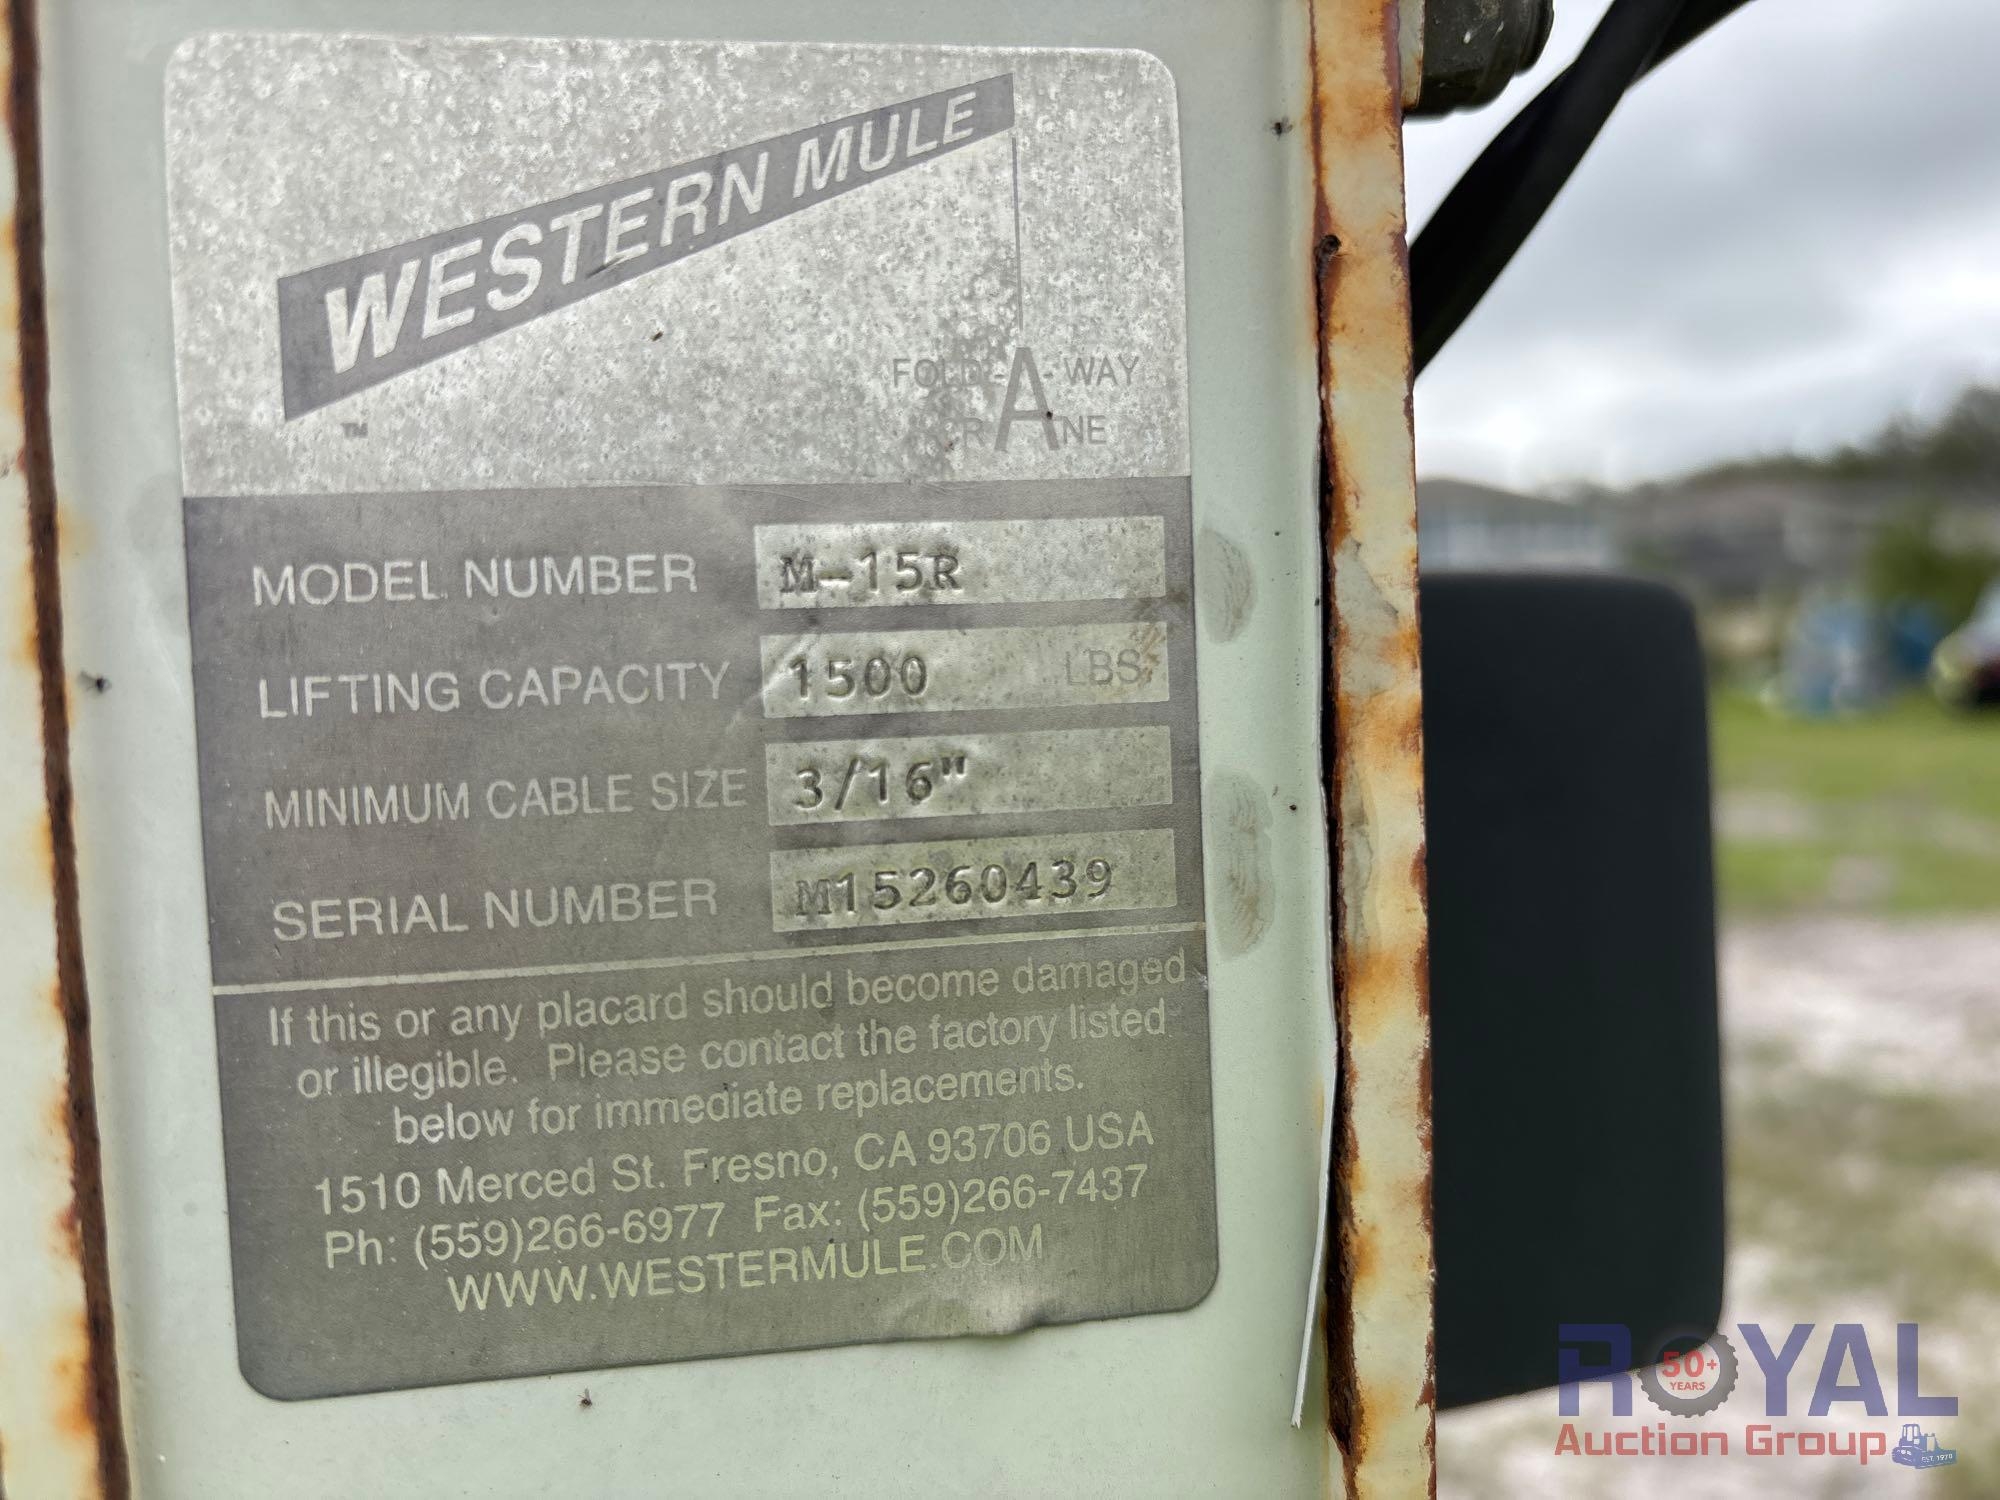 WESTERN MULE
™
FOLD-A-WAY
CRANE
MODEL NUMBER M-15R
LIFTING CAPACITY 1500 LBS.
MINIMUM CABLE SIZE 3/16"
SERIAL NUMBER M15260439
If this or any placard should become damaged
or illegible. Please contact the factory listed
below for immediate replacements.
1510 Merced St. Fresno, CA 93706 USA
Ph: (559)266-6977 Fax: (559)266-7437
WWW.WESTERMULE.COM
ROYAL
50+
YEARS
Auction Group
EST. 1970